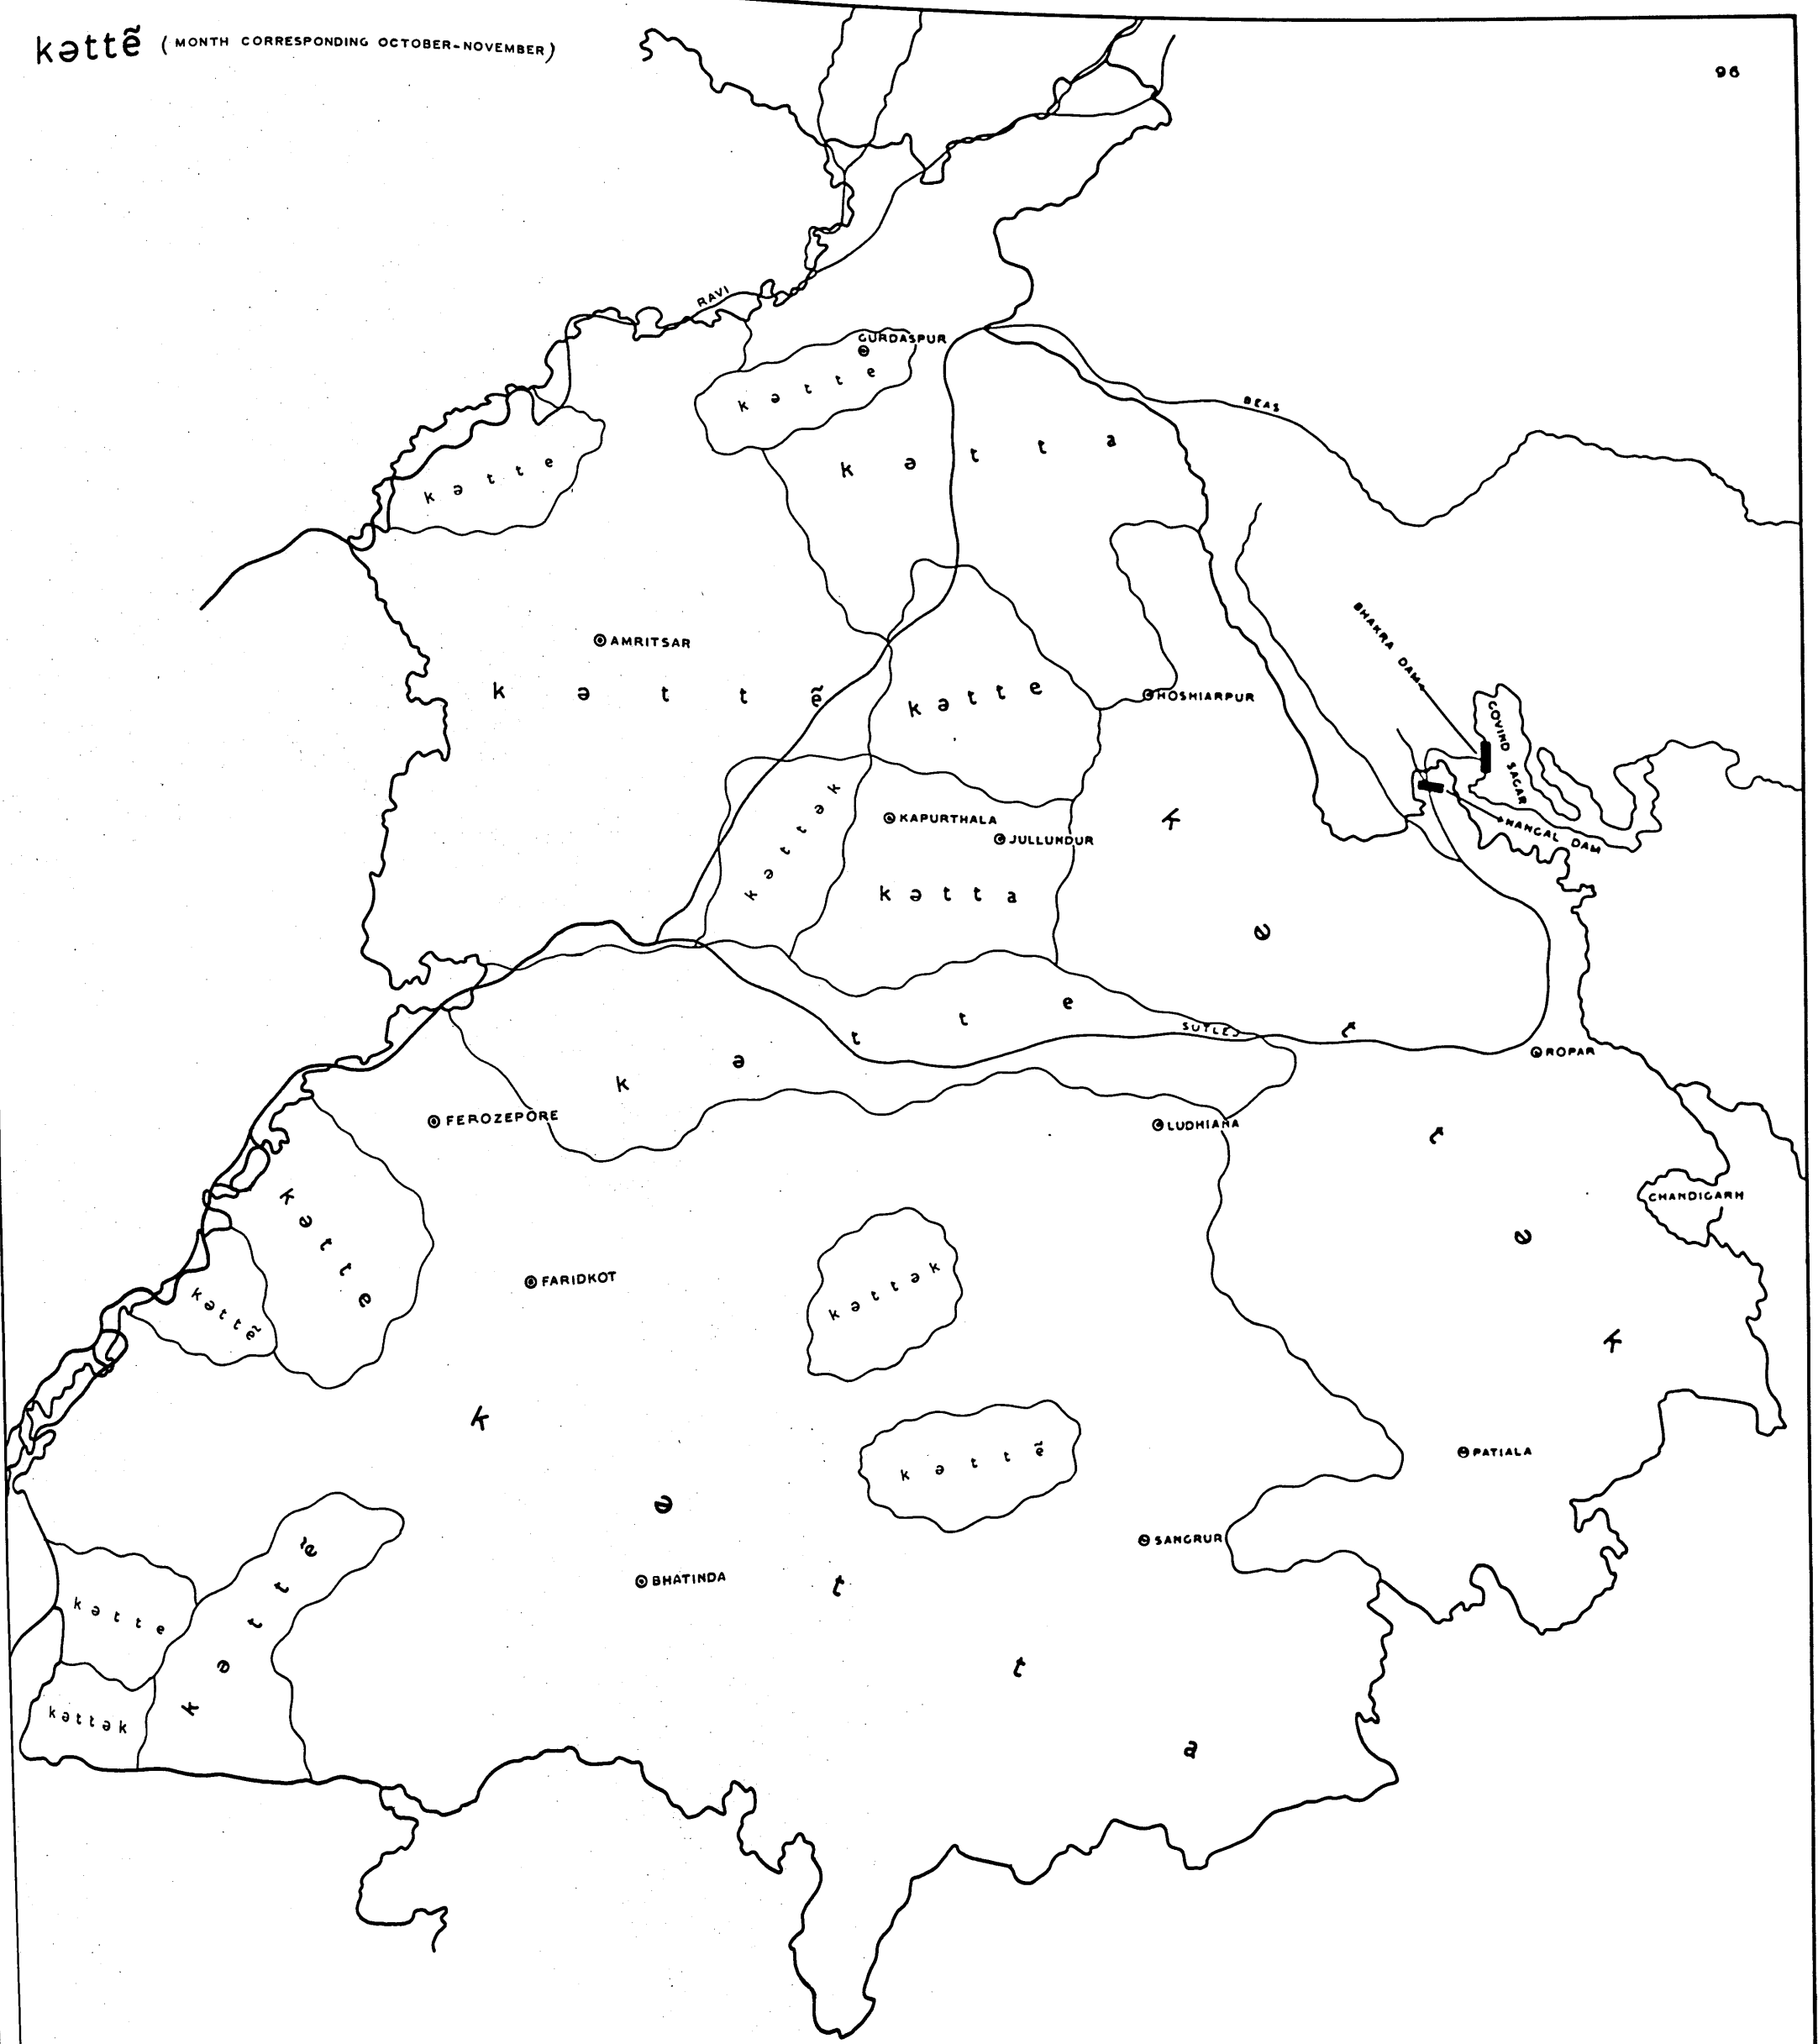 kəttẽ (MONTH CORRESPONDING OCTOBER-NOVEMBER)
96
RAVI
GURDASPUR
kətte
BEAS
kətta
kətte
BHAKRA DAM
AMRITSAR
kəttẽ
kətte
HOSHIARPUR
GOVIND SAGAR
NANGAL DAM
kəttək
KAPURTHALA
JULLUNDUR
kətta
kəttək
kətte
SUTLEJ
ROPAR
FEROZEPORE
LUDHIANA
CHANDIGARH
kətte
kəttẽ
FARIDKOT
kəttək
kətta
kəttẽ
PATIALA
SANGRUR
BHATINDA
kəttẽ
kətte
kəttək